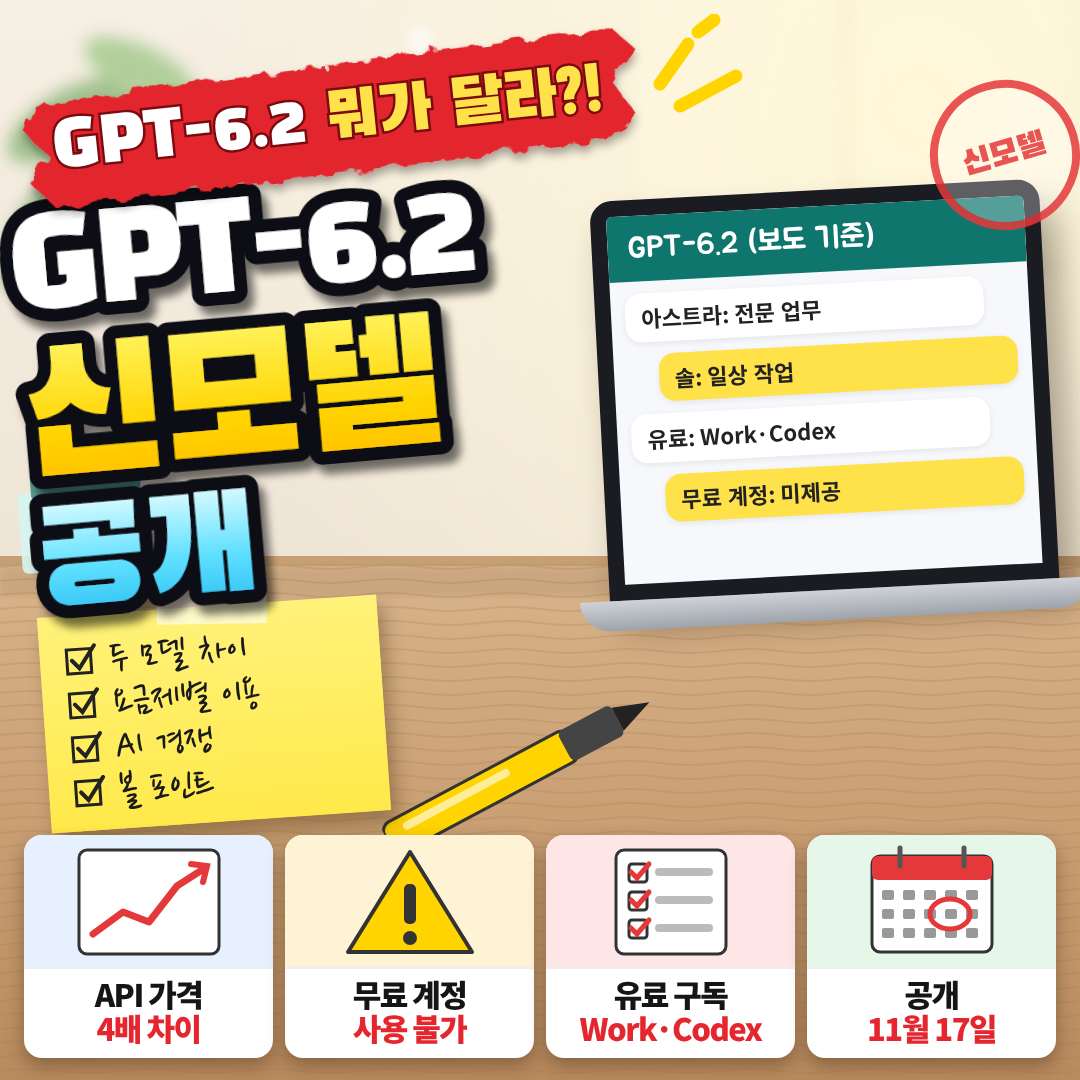 GPT-6.2 뭐가 달라?!
GPT-6.2
신모델
공개
신모델
GPT-6.2 (보도 기준)
아스트라: 전문 업무
솔: 일상 작업
유료: Work·Codex
무료 계정: 미제공
두 모델 차이
요금제별 이용
AI 경쟁
볼 포인트
API 가격
4배 차이
무료 계정
사용 불가
유료 구독
Work·Codex
공개
11월 17일